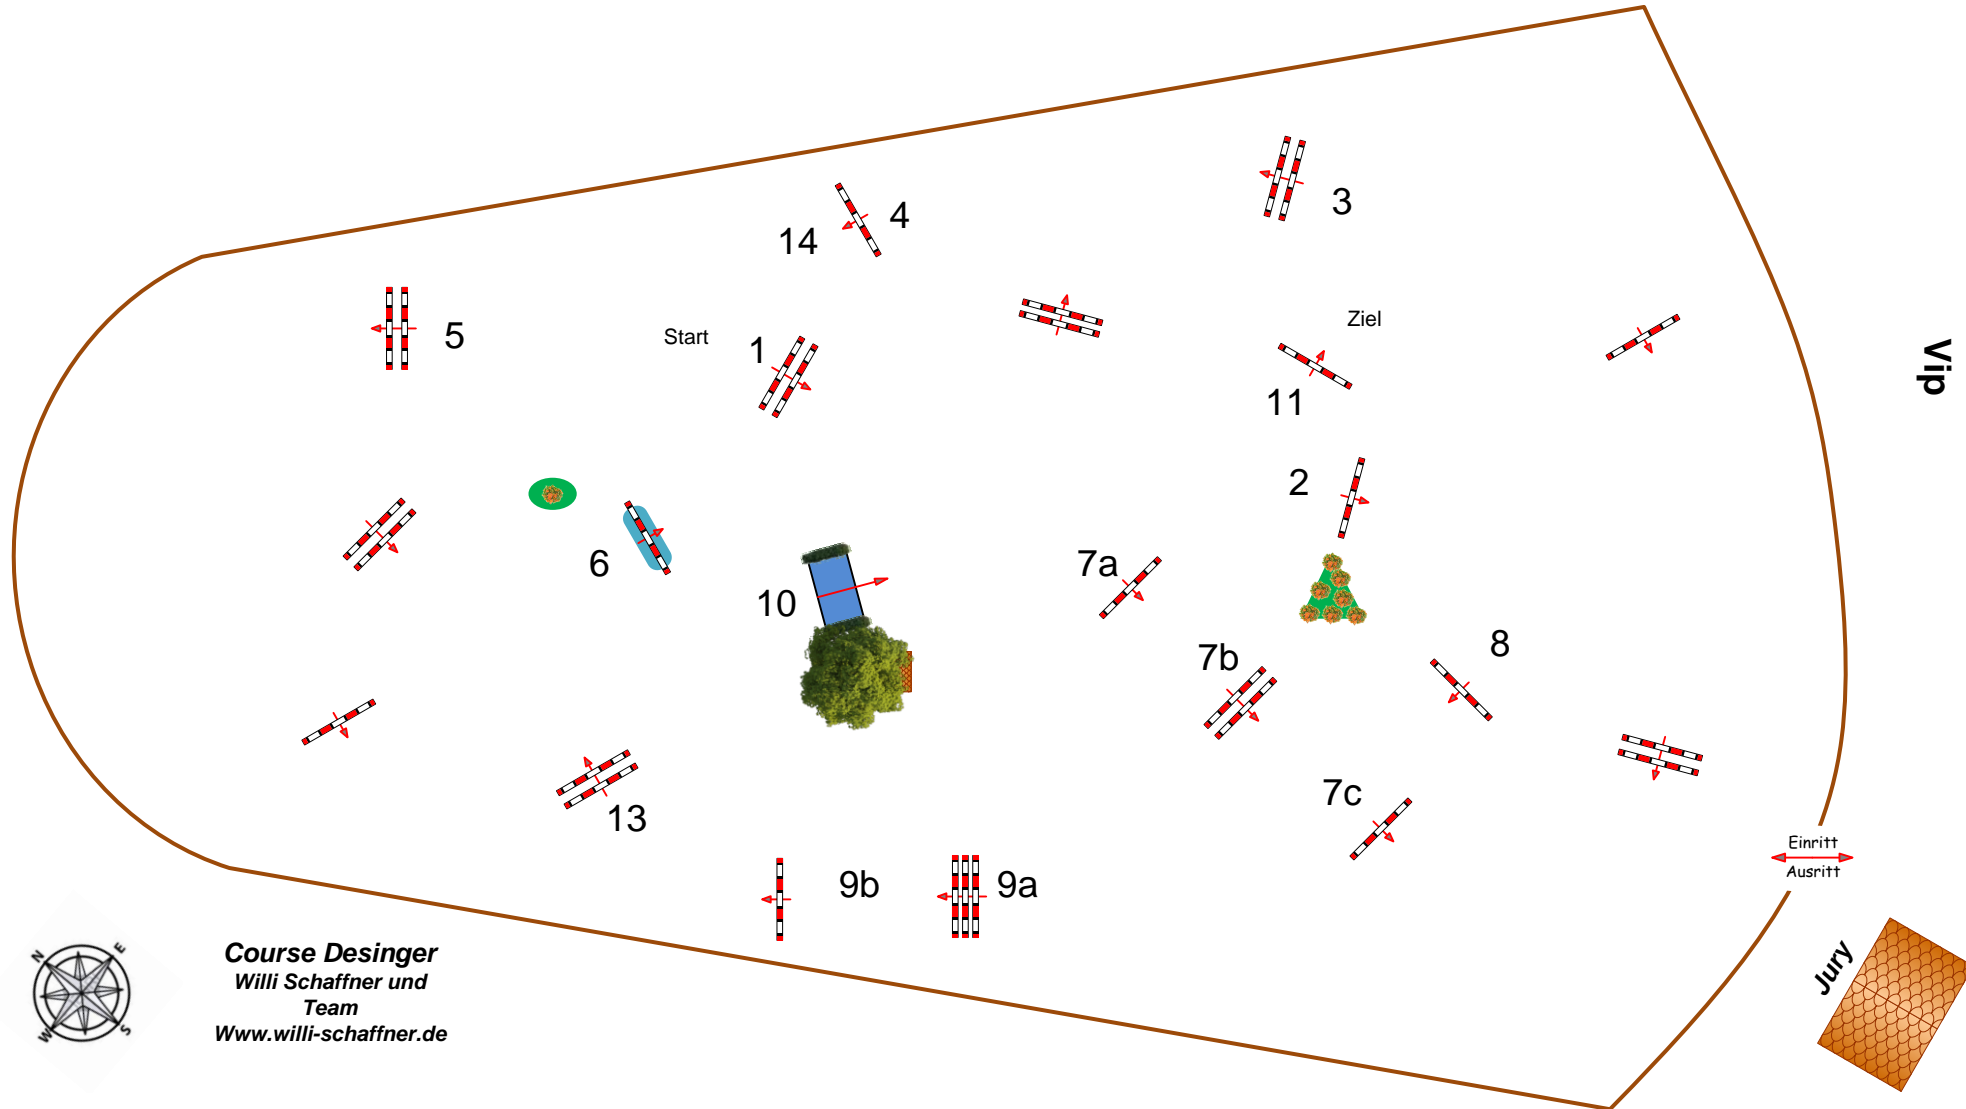 3
4
14
Ziel
5
Start
1
Vip
11
2
7a
6
10
8
7b
7c
13
Einritt
Ausritt
9b
9a
N
E
W
S
Course Desinger
Willi Schaffner und
Team
Www.willi-schaffner.de
Jury